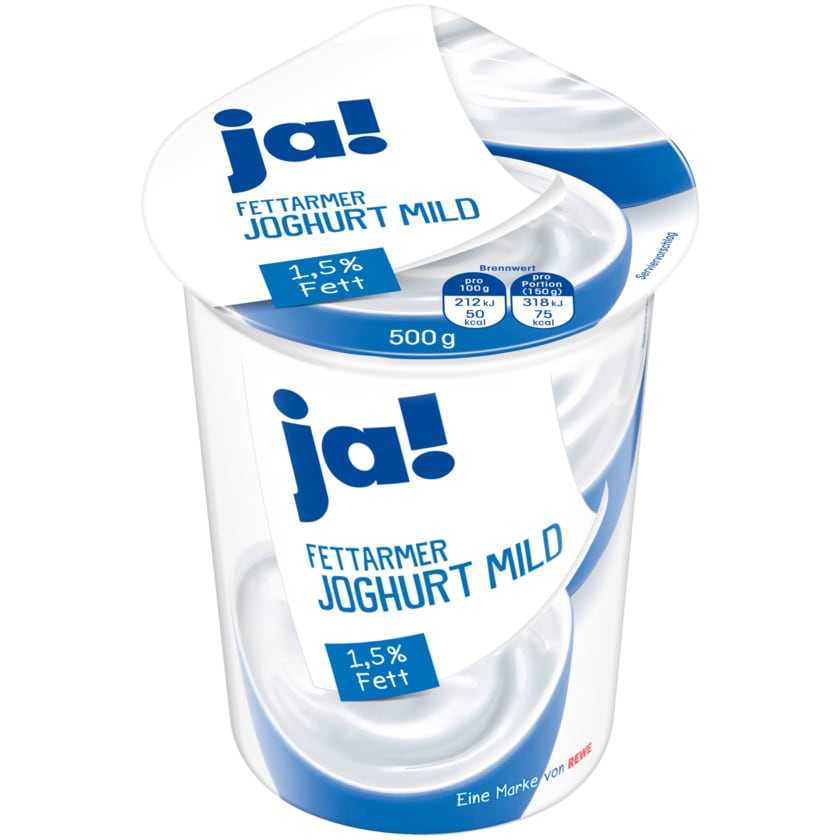 ja!
FETTARMER
JOGHURT MILD
1,5%
Fett
Serviervorschlag
Brennwert
pro
100g
212 kJ
50
kcal
pro
Portion
(150g)
318 kJ
75
kcal
500 g
ja!
FETTARMER
JOGHURT MILD
1,5%
Fett
Eine Marke von REWE